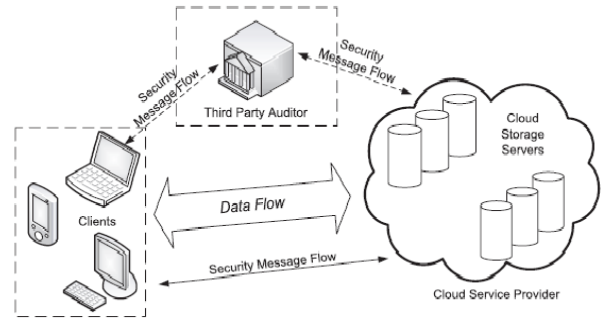 Security
Message Flow
Third Party Auditor
Security
Message Flow
Cloud
Storage
Servers
Clients
Data Flow
Security Message Flow
Cloud Service Provider